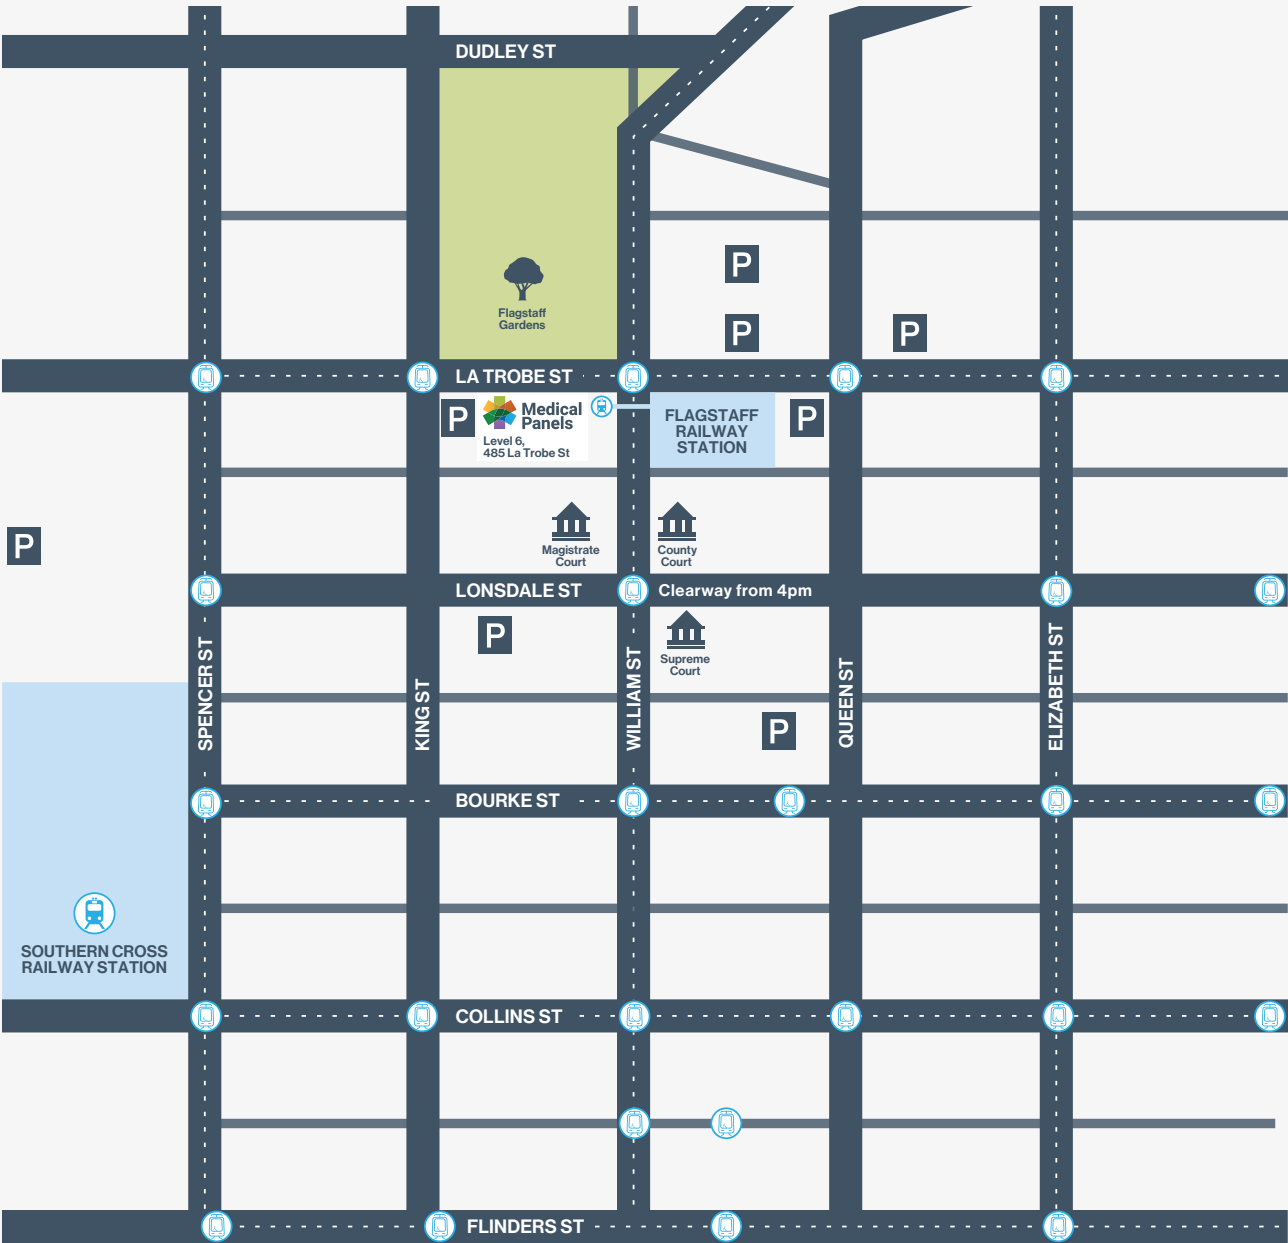 DUDLEY ST
P
Flagstaff
Gardens
P
P
LA TROBE ST
P
Medical
Panels
Level 6,
485 La Trobe St
FLAGSTAFF
RAILWAY
STATION
P
Magistrate
Court
County
Court
P
LONSDALE ST
Clearway from 4pm
P
Supreme
Court
SPENCER ST
KING ST
WILLIAM ST
QUEEN ST
ELIZABETH ST
P
BOURKE ST
SOUTHERN CROSS
RAILWAY STATION
COLLINS ST
FLINDERS ST